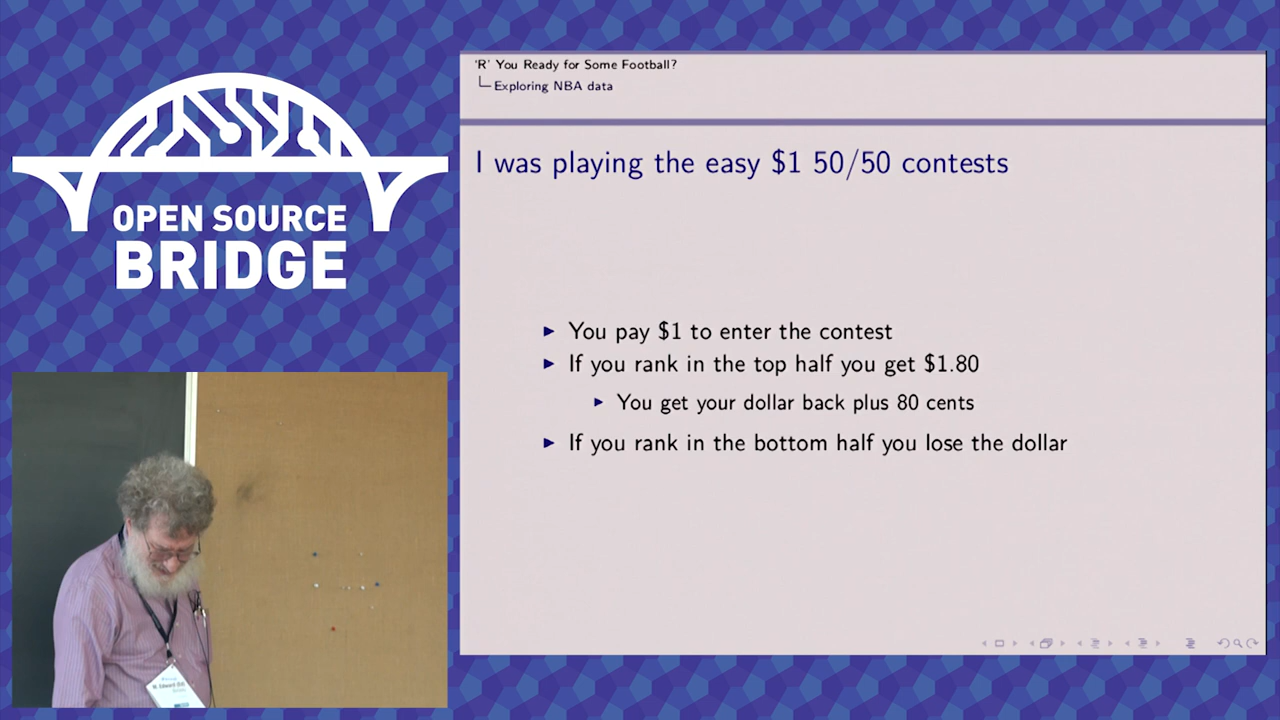 OPEN SOURCE
BRIDGE
'R' You Ready for Some Football?
Exploring NBA data
I was playing the easy $1 50/50 contests
You pay $1 to enter the contest
If you rank in the top half you get $1.80
You get your dollar back plus 80 cents
If you rank in the bottom half you lose the dollar